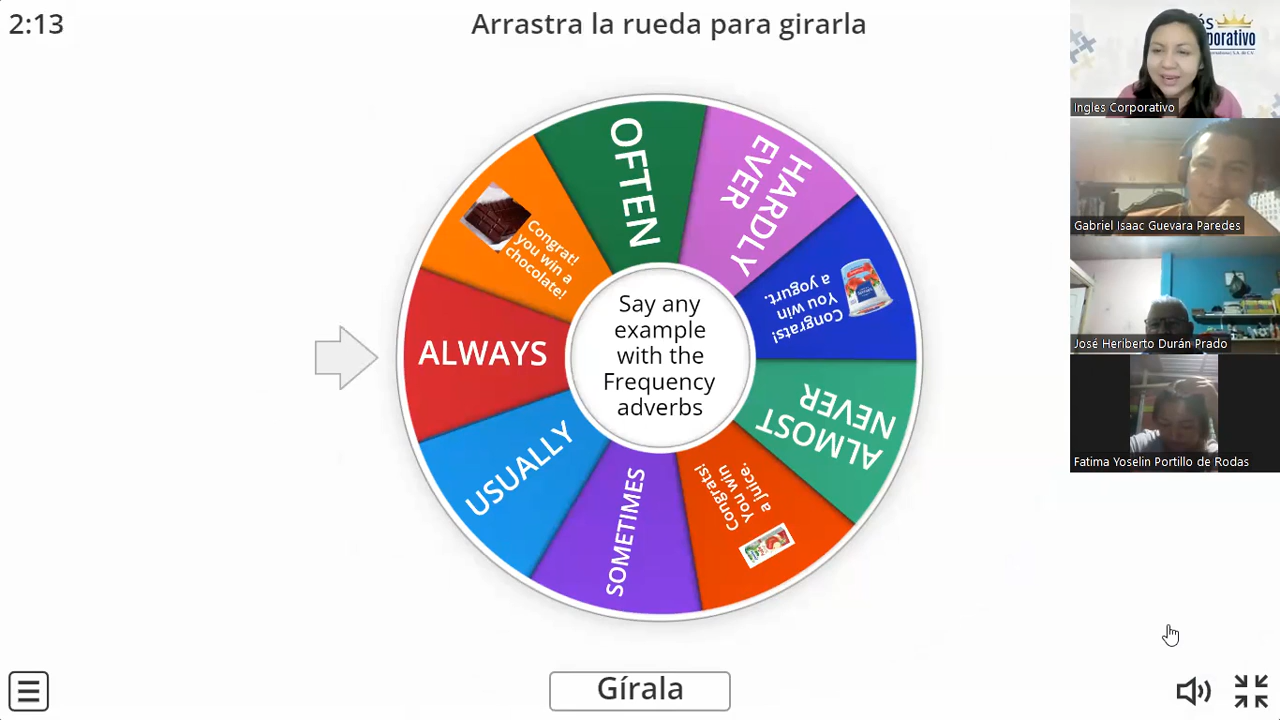 2:13
Arrastra la rueda para girarla
OFTEN
HARDLY
EVER
Congrats!
You win
a yogurt.
ALMOST
NEVER
Congrats!
You win
a juice.
SOMETIMES
USUALLY
ALWAYS
Congrat!
you win a
chocolate!
Say any
example
with the
Frequency
adverbs
Gírala
Ingles Corporativo
Gabriel Isaac Guevara Paredes
José Heriberto Durán Prado
Fatima Yoselin Portillo de Rodas